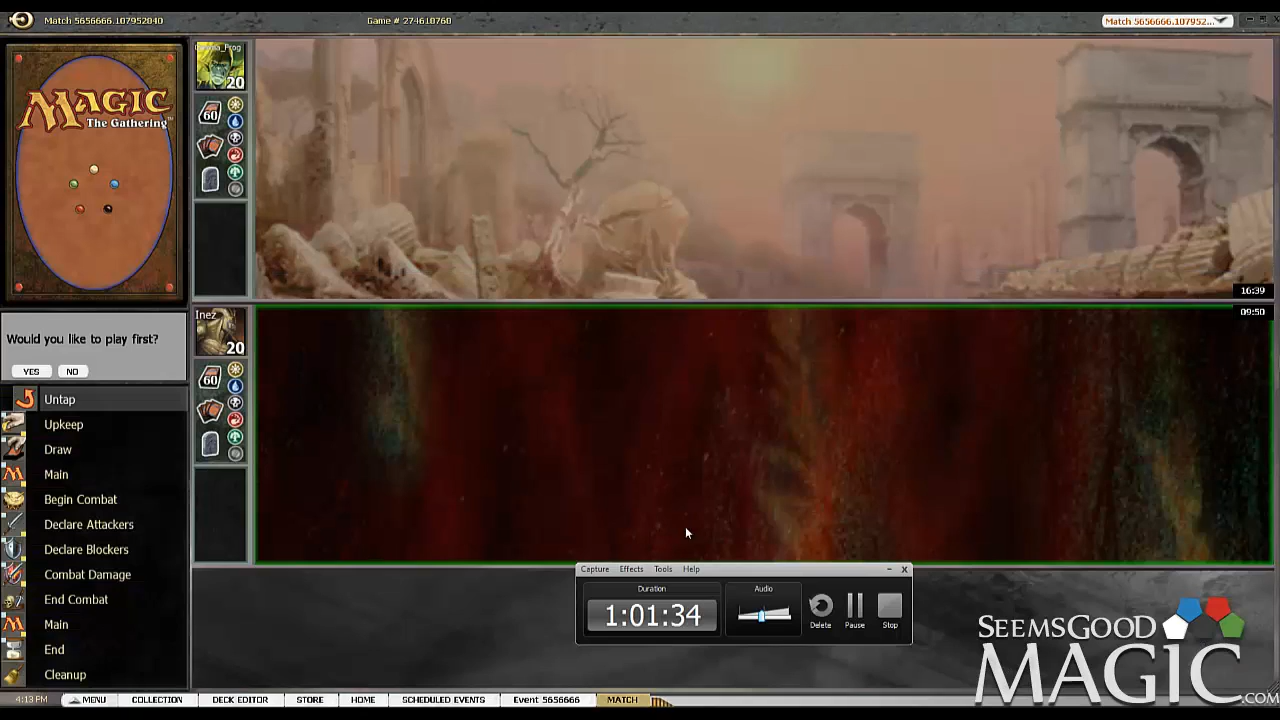 Match 5656666.107952040
Game # 274610760
Match 5656666.107952...
MAGIC
The Gathering
20
60
16:39
Would you like to play first?
YES
NO
Inez
20
60
09:50
Untap
Upkeep
Draw
Main
Begin Combat
Declare Attackers
Declare Blockers
Combat Damage
End Combat
Main
End
Cleanup
Capture Effects Tools Help
Duration
1:01:34
Audio
Delete
Pause
Stop
SEEMSGOOD
MAGIC.COM
4:13 PM
MENU
COLLECTION
DECK EDITOR
STORE
HOME
SCHEDULED EVENTS
Event 5656666
MATCH